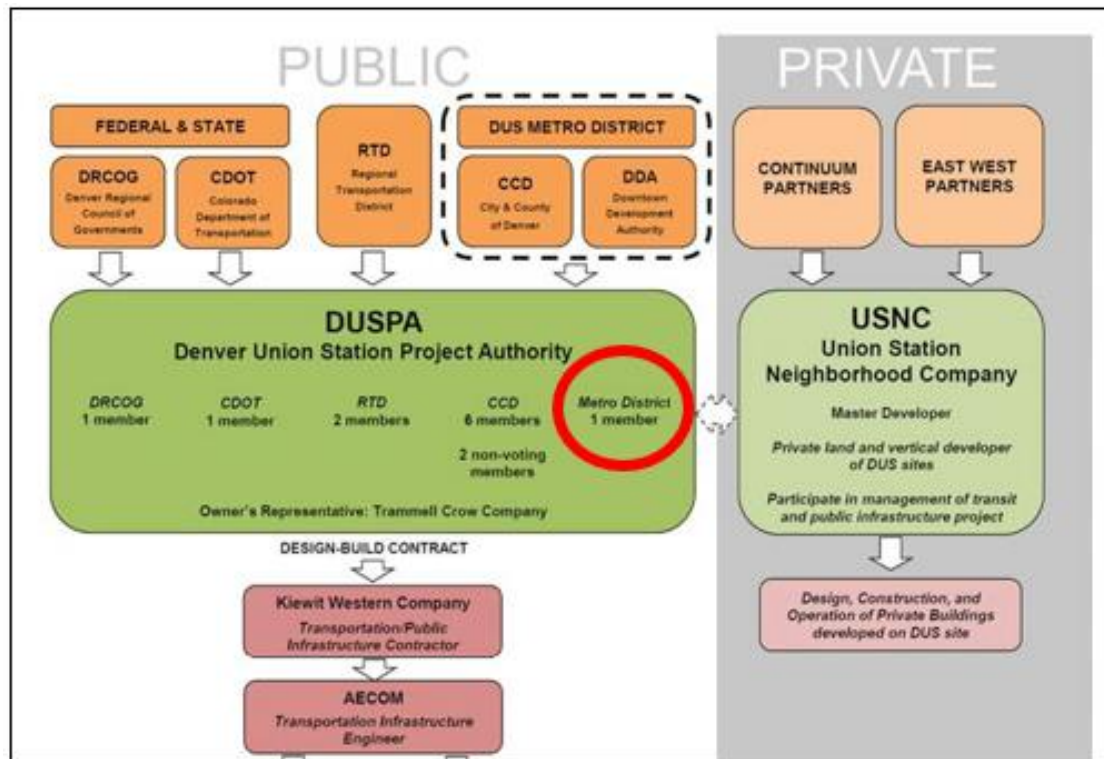 PUBLIC
PRIVATE
FEDERAL & STATE
DRCOG
Denver Regional
Council of
Governments
CDOT
Colorado
Department of
Transportation
RTD
Regional
Transportation
District
DUS METRO DISTRICT
CCD
City & County
of Denver
DDA
Downtown
Development
Authority
CONTINUUM
PARTNERS
EAST WEST
PARTNERS
DUSPA
Denver Union Station Project Authority
DRCOG
1 member
CDOT
1 member
RTD
2 members
CCD
6 members
2 non-voting
members
Metro District
1 member
Owner's Representative: Trammell Crow Company
USNC
Union Station
Neighborhood Company
Master Developer
Private land and vertical developer
of DUS sites
Participate in management of transit
and public infrastructure project
DESIGN-BUILD CONTRACT
Kiewit Western Company
Transportation/Public
Infrastructure Contractor
AECOM
Transportation Infrastructure
Engineer
Design, Construction, and
Operation of Private Buildings
developed on DUS site